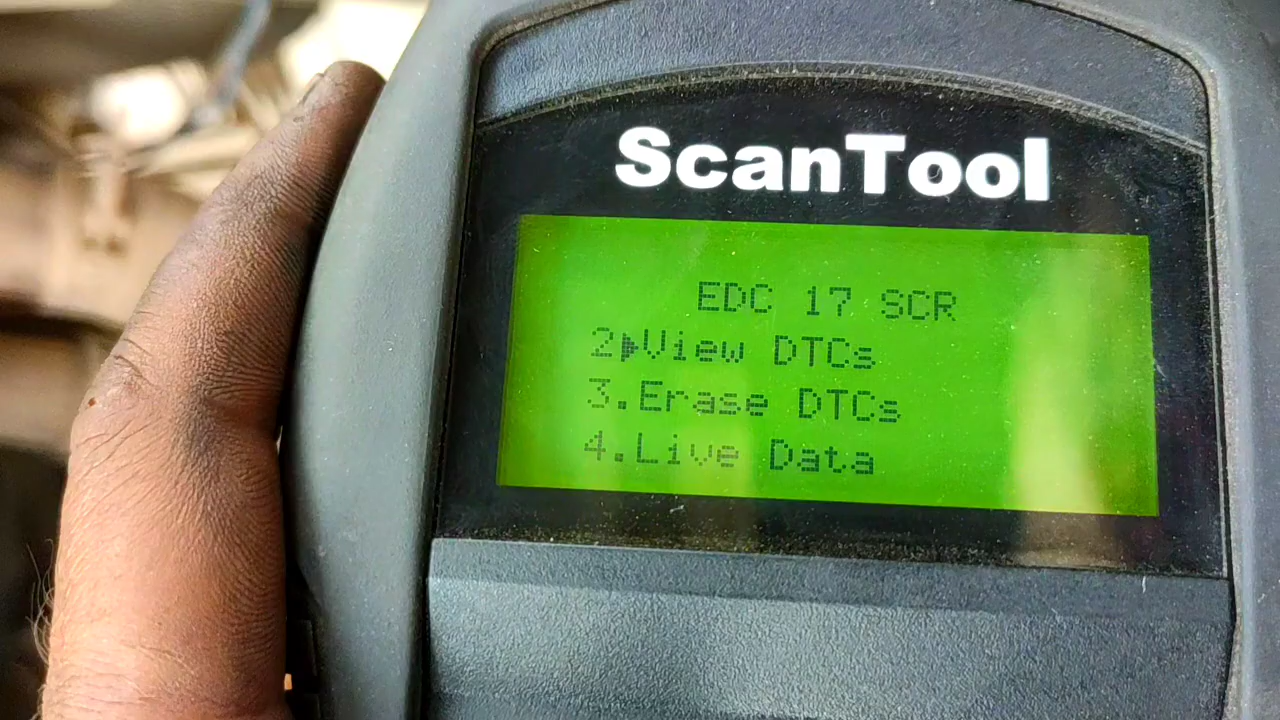 ScanTool
EDC 17 SCR
2▶View DTCs
3.Erase DTCs
4.Live Data